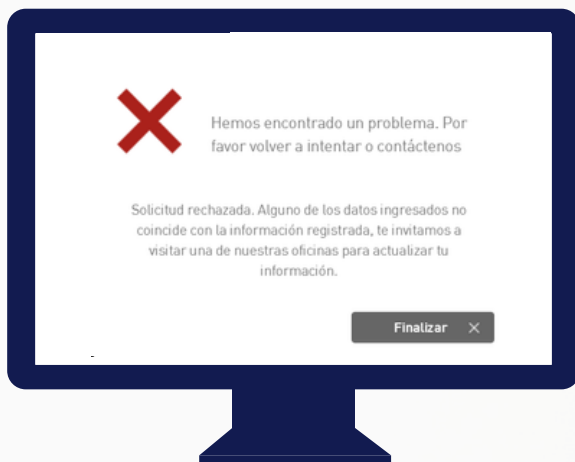 Hemos encontrado un problema. Por
favor volver a intentar o contáctenos
Solicitud rechazada. Alguno de los datos ingresados no
coincide con la información registrada, te invitamos a
visitar una de nuestras oficinas para actualizar tu
información.
Finalizar